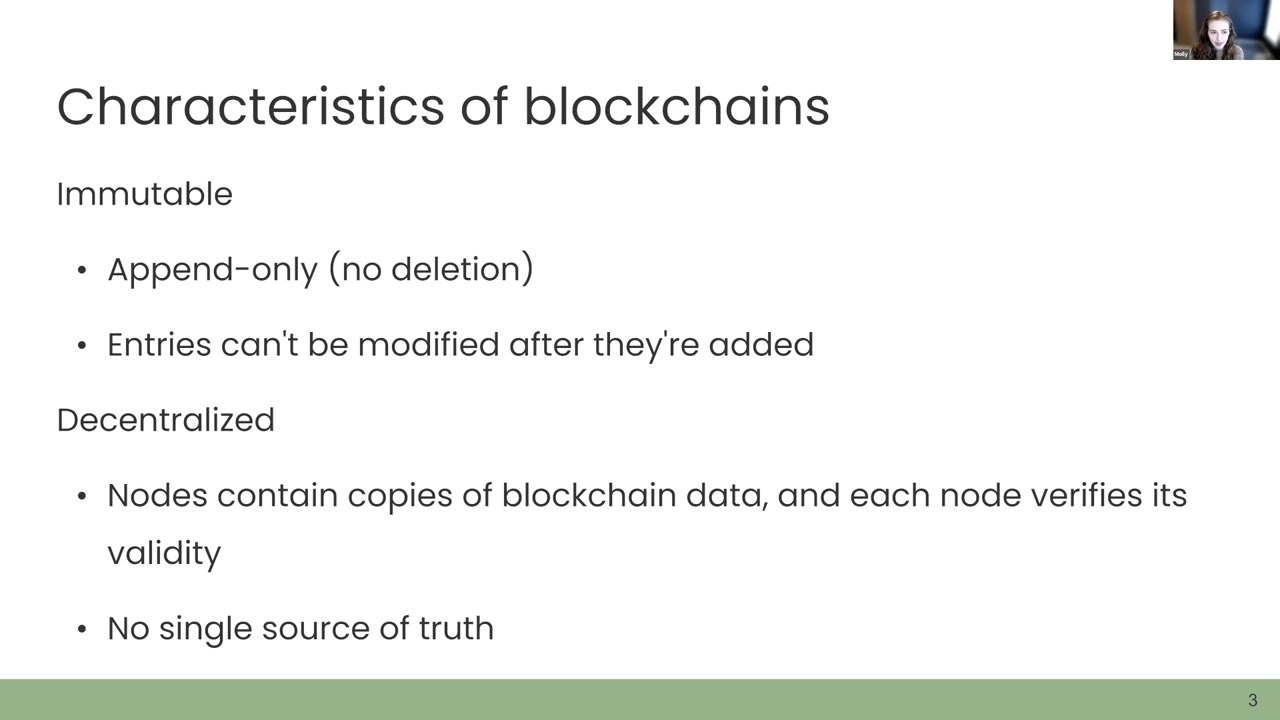 Molly
Characteristics of blockchains
Immutable
• Append-only (no deletion)
• Entries can't be modified after they're added
Decentralized
• Nodes contain copies of blockchain data, and each node verifies its
validity
• No single source of truth
3